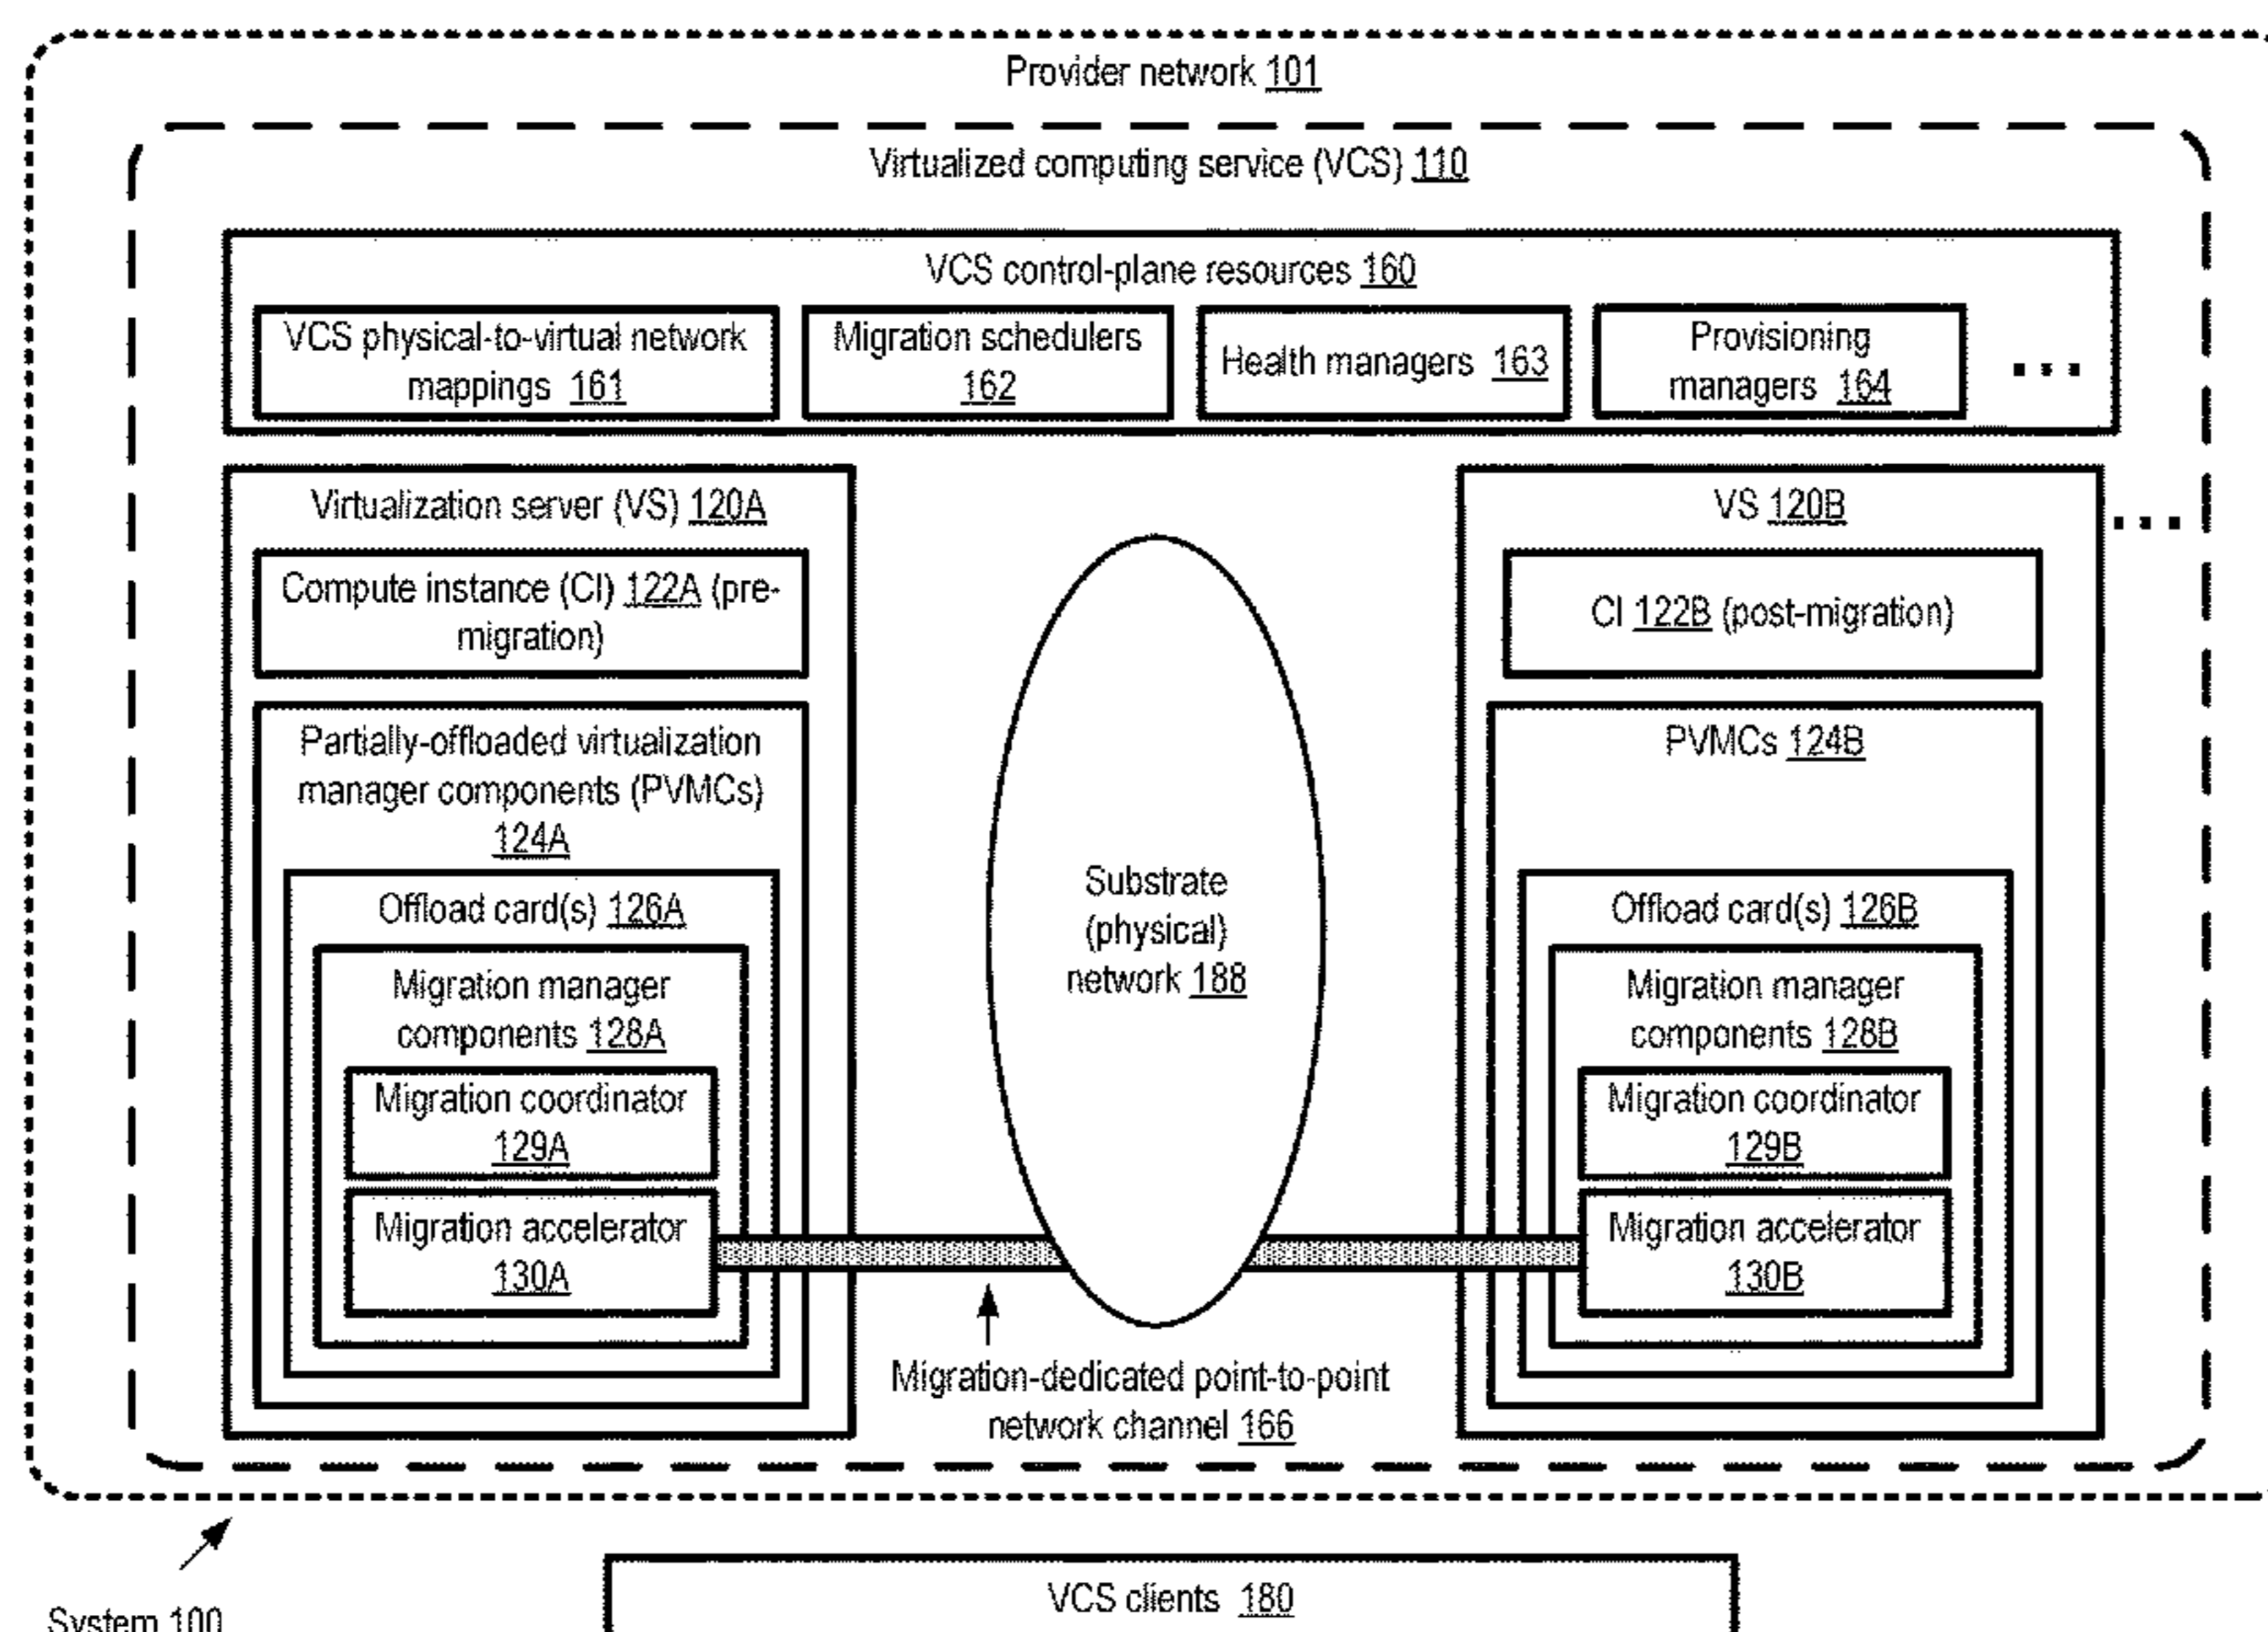 Provider network 101
Virtualized computing service (VCS) 110
VCS control-plane resources 160
VCS physical-to-virtual network
mappings 161
Migration schedulers
162
Health managers 163
Provisioning
managers 164
...
Virtualization server (VS) 120A
Compute instance (CI) 122A (pre-
migration)
Partially-offloaded virtualization
manager components (PVMCs)
124A
Offload card(s) 126A
Migration manager
components 128A
Migration coordinator
129A
Migration accelerator
130A
Substrate
(physical)
network 188
Migration-dedicated point-to-point
network channel 166
VS 120B
...
CI 122B (post-migration)
PVMCs 124B
Offload card(s) 126B
Migration manager
components 128B
Migration coordinator
129B
Migration accelerator
130B
System 100
VCS clients 180